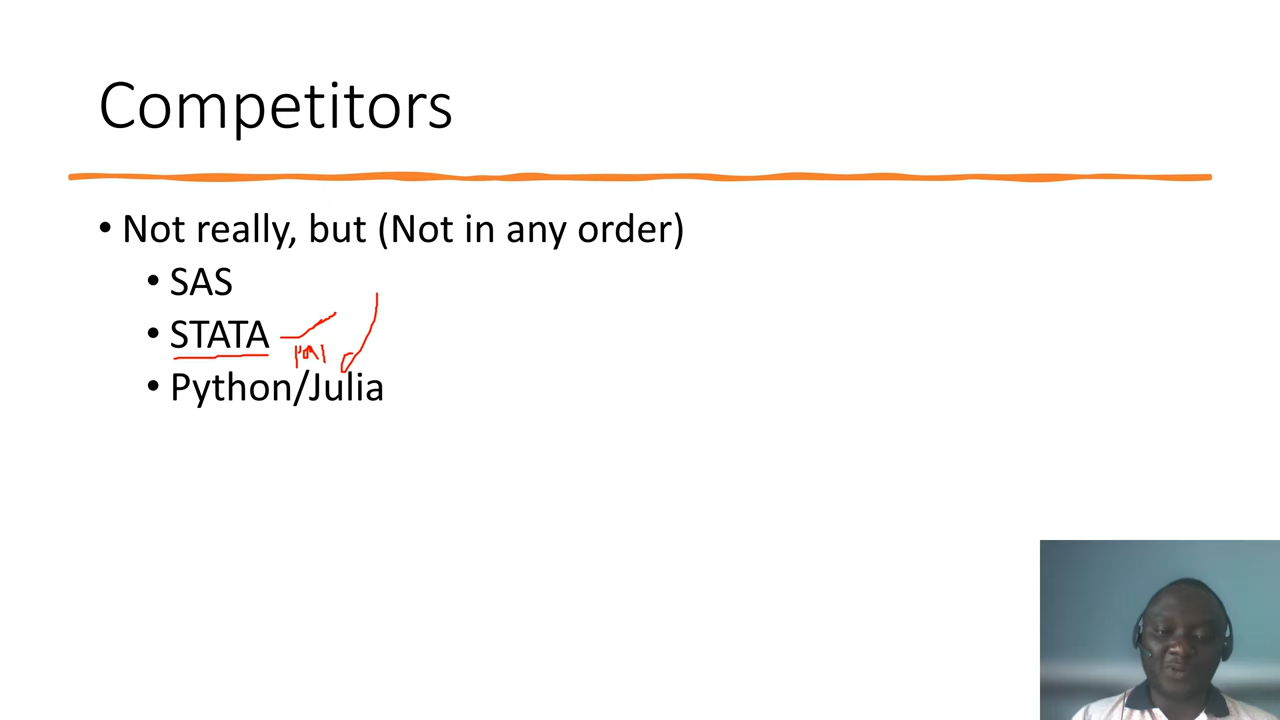 Competitors
• Not really, but (Not in any order)
• SAS
• STATA
• Python/Julia